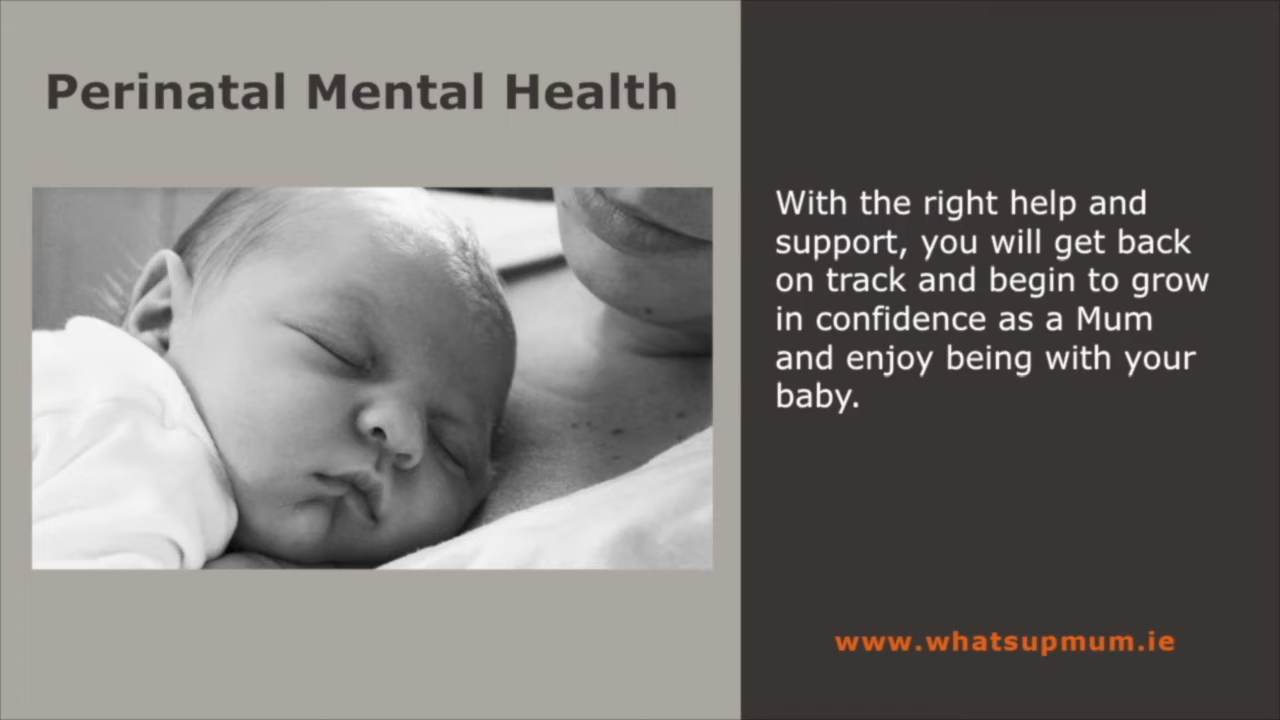 Perinatal Mental Health
With the right help and
support, you will get back
on track and begin to grow
in confidence as a Mum
and enjoy being with your
baby.
www.whatsupmum.ie